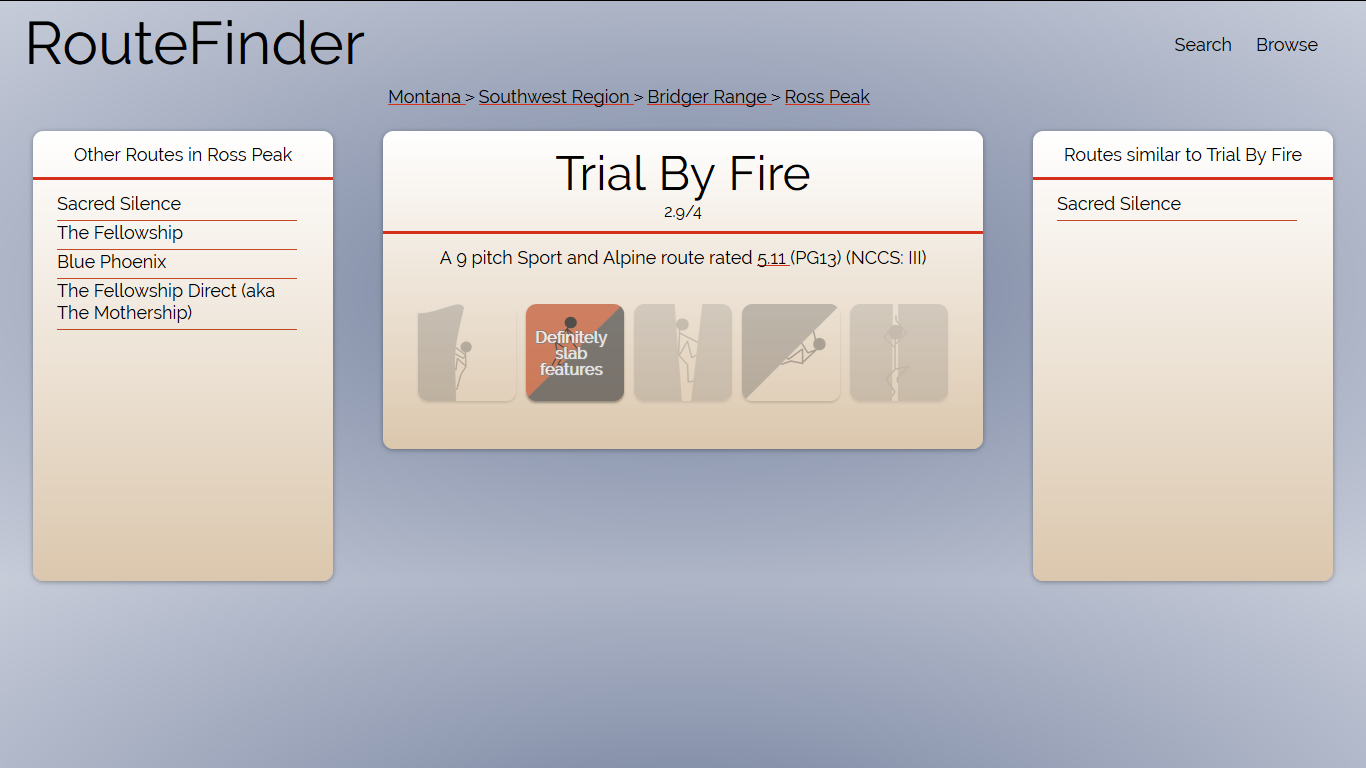 RouteFinder
Search Browse
Montana > Southwest Region > Bridger Range > Ross Peak
Other Routes in Ross Peak
Sacred Silence
The Fellowship
Blue Phoenix
The Fellowship Direct (aka
The Mothership)
Trial By Fire
2.9/4
A 9 pitch Sport and Alpine route rated 5.11 (PG13) (NCCS: III)
Definitely
slab
features
Routes similar to Trial By Fire
Sacred Silence